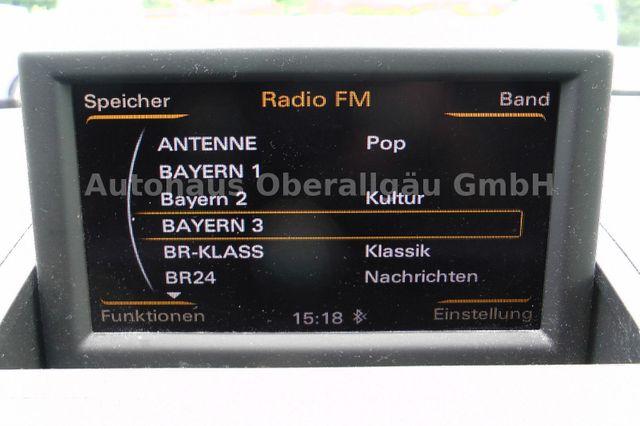 Speicher Radio FM Band
ANTENNE Pop
BAYERN 1
Autohaus Oberallgäu GmbH
Bayern 2 Kultur
BAYERN 3
BR-KLASS Klassik
BR24 Nachrichten
Funktionen 15:18 Einstellung